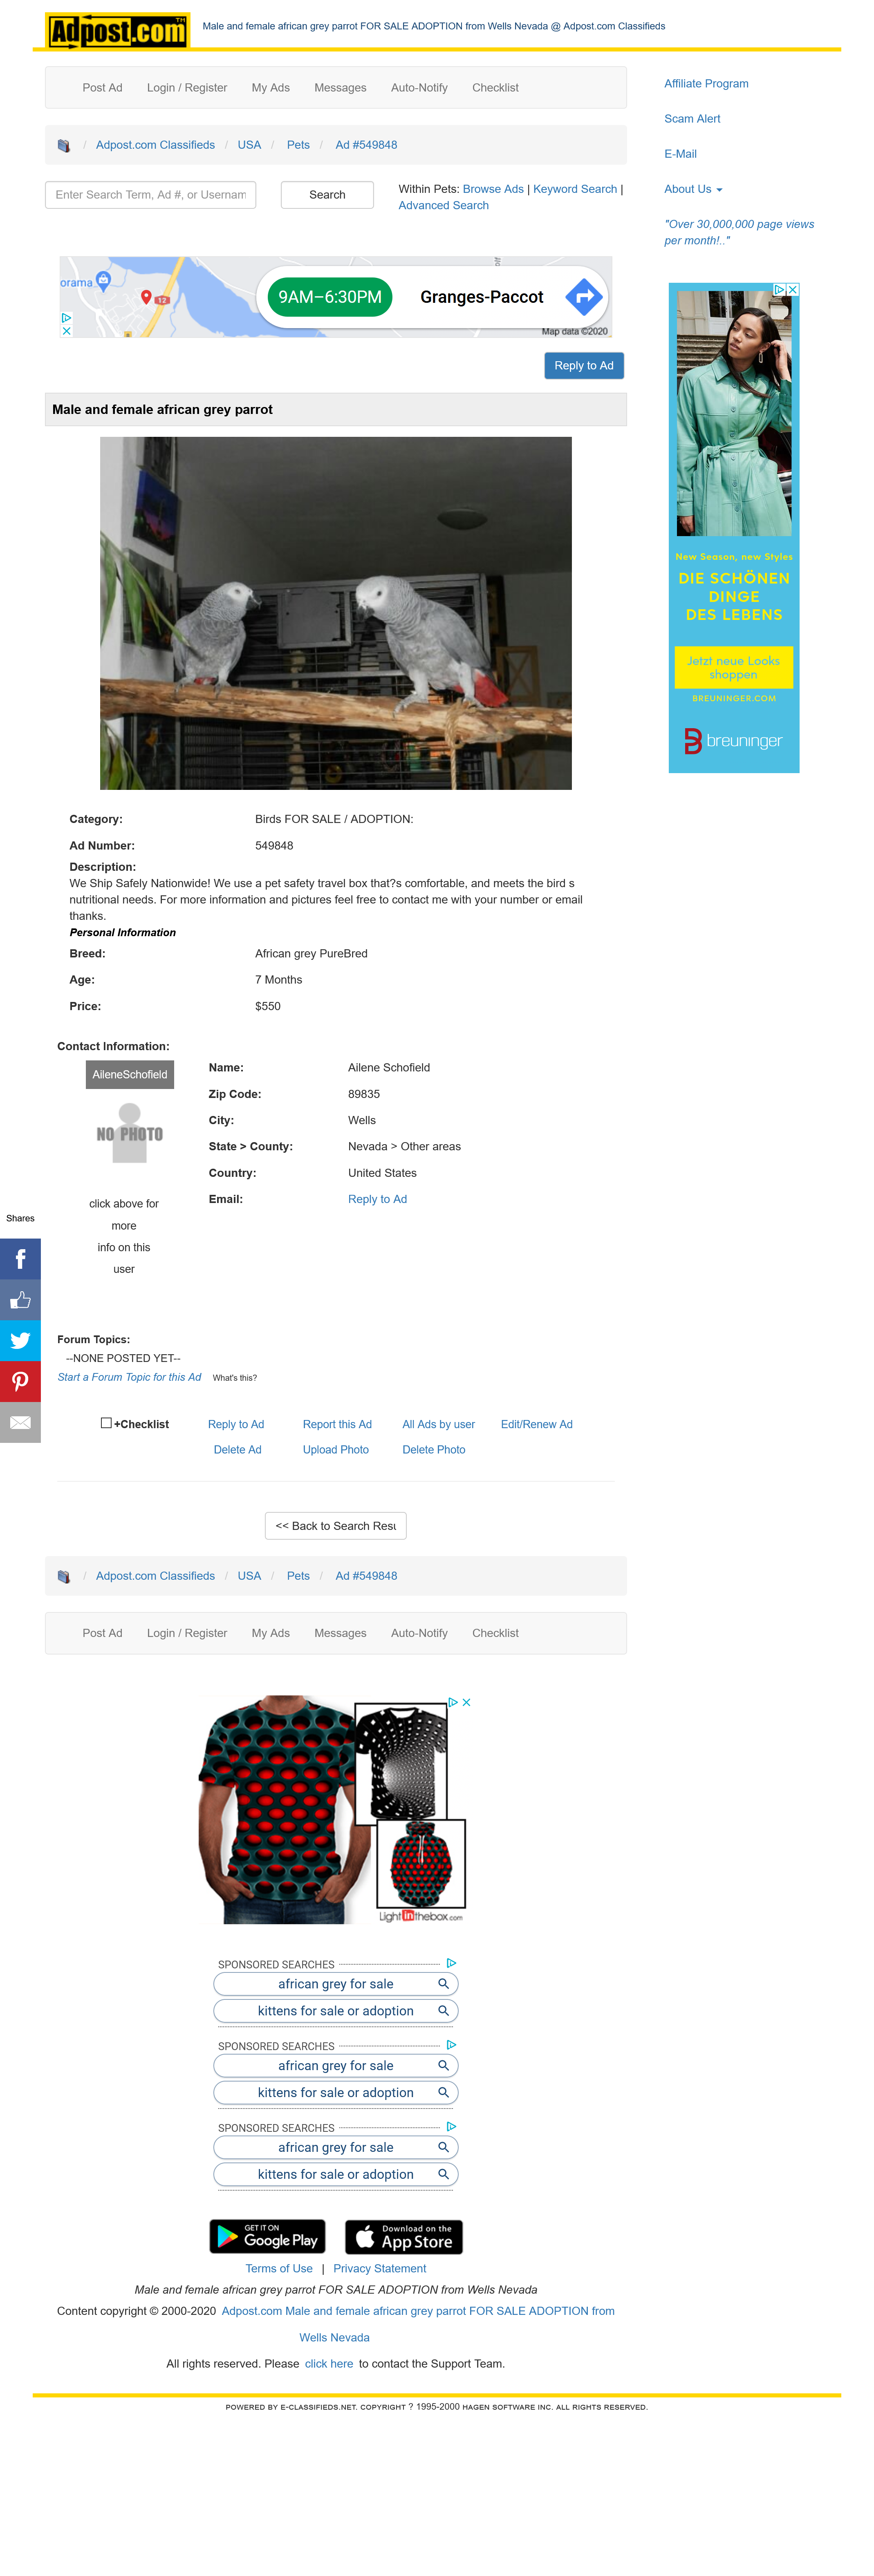 Adpost.com™
Male and female african grey parrot FOR SALE ADOPTION from Wells Nevada @ Adpost.com Classifieds
Post Ad Login / Register My Ads Messages Auto-Notify Checklist
/ Adpost.com Classifieds / USA / Pets / Ad #549848
Enter Search Term, Ad #, or Usernam
Search
Within Pets: Browse Ads | Keyword Search |
Advanced Search
Affiliate Program
Scam Alert
E-Mail
About Us
"Over 30,000,000 page views
per month!.."
orama
12
9AM–6:30PM
Granges-Paccot
Map data ©2020
Reply to Ad
Male and female african grey parrot
New Season, new Styles
DIE SCHÖNEN
DINGE
DES LEBENS
Jetzt neue Looks
shoppen
BREUNINGER.COM
breuninger
Category: Birds FOR SALE / ADOPTION:
Ad Number: 549848
Description:
We Ship Safely Nationwide! We use a pet safety travel box that?s comfortable, and meets the bird s
nutritional needs. For more information and pictures feel free to contact me with your number or email
thanks.
Personal Information
Breed: African grey PureBred
Age: 7 Months
Price: $550
Contact Information:
AileneSchofield
NO PHOTO
click above for
more
info on this
user
Name: Ailene Schofield
Zip Code: 89835
City: Wells
State > County: Nevada > Other areas
Country: United States
Email: Reply to Ad
Shares
Forum Topics:
--NONE POSTED YET--
Start a Forum Topic for this Ad What's this?
+Checklist Reply to Ad Report this Ad All Ads by user Edit/Renew Ad
Delete Ad Upload Photo Delete Photo
<< Back to Search Resu
/ Adpost.com Classifieds / USA / Pets / Ad #549848
Post Ad Login / Register My Ads Messages Auto-Notify Checklist
Lightinthebox.com
SPONSORED SEARCHES
african grey for sale
kittens for sale or adoption
SPONSORED SEARCHES
african grey for sale
kittens for sale or adoption
SPONSORED SEARCHES
african grey for sale
kittens for sale or adoption
GET IT ON
Google Play
Download on the
App Store
Terms of Use | Privacy Statement
Male and female african grey parrot FOR SALE ADOPTION from Wells Nevada
Content copyright © 2000-2020 Adpost.com Male and female african grey parrot FOR SALE ADOPTION from
Wells Nevada
All rights reserved. Please click here to contact the Support Team.
POWERED BY E-CLASSIFIEDS.NET. COPYRIGHT ? 1995-2000 HAGEN SOFTWARE INC. ALL RIGHTS RESERVED.